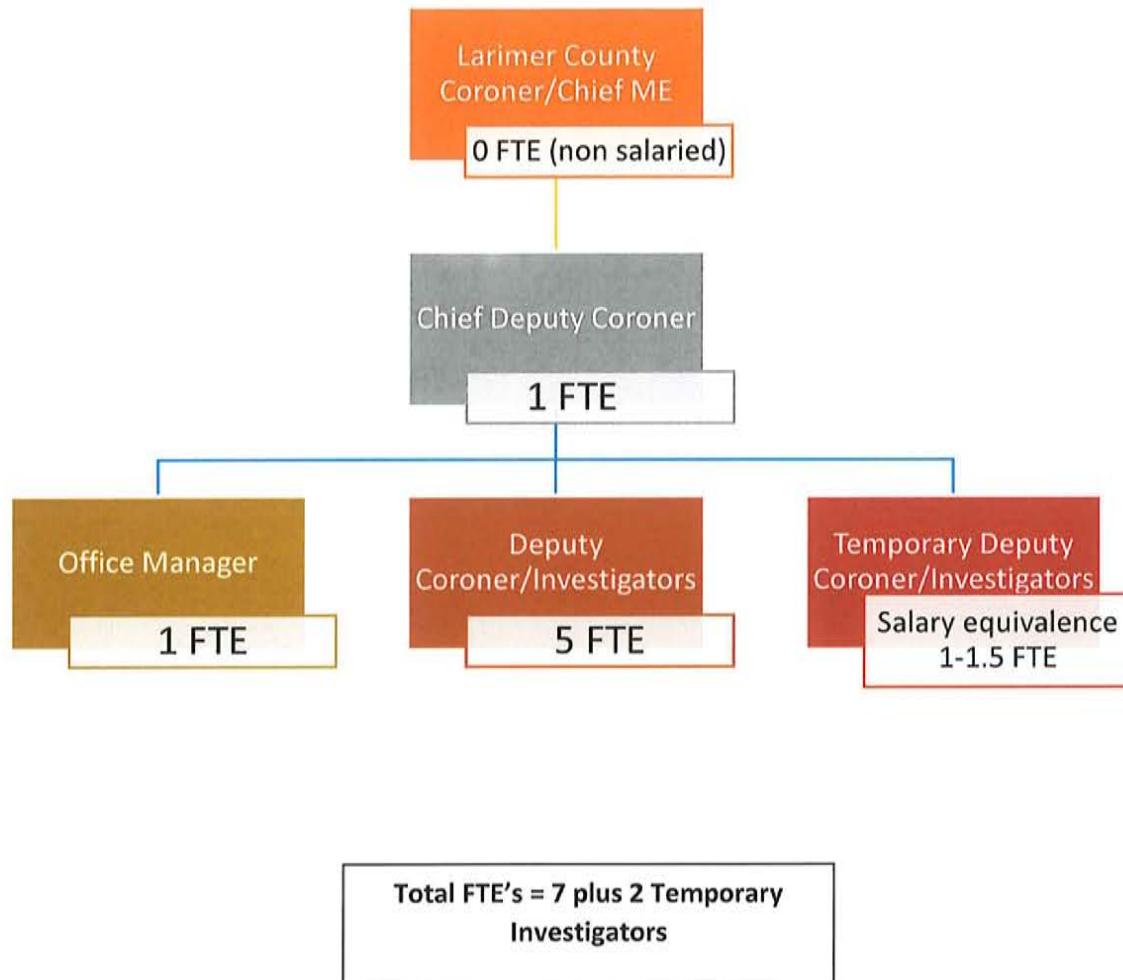 Larimer County
Coroner/Chief ME
0 FTE (non salaried)
Chief Deputy Coroner
1 FTE
Office Manager
1 FTE
Deputy
Coroner/Investigators
5 FTE
Temporary Deputy
Coroner/Investigators
Salary equivalence
1-1.5 FTE
Total FTE's = 7 plus 2 Temporary
Investigators